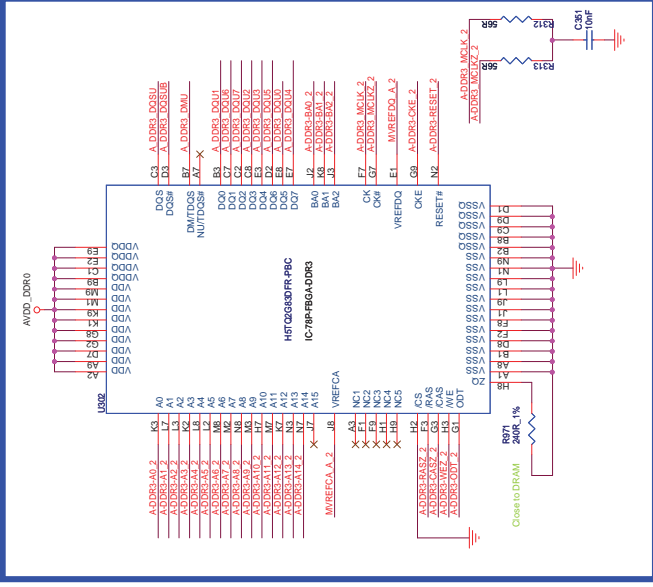 A-DDR3_MCLK_2
A-DDR3_MCLKZ_2
56R
R312
56R
R313
C351
10nF
A_DDR3_DQSU
A_DDR3_DQSUB
A_DDR3_DMU
A_DDR3_DQU1
A_DDR3_DQU6
A_DDR3_DQU7
A_DDR3_DQU2
A_DDR3_DQU3
A_DDR3_DQU5
A_DDR3_DQU0
A_DDR3_DQU4
A-DDR3-BA0_2
A-DDR3-BA1_2
A-DDR3-BA2_2
A-DDR3_MCLK_2
A-DDR3_MCLKZ_2
MVREFDQ_A_2
A-DDR3-CKE_2
A-DDR3-RESET_2
C3
D3
B7
A7
B3
C7
C2
C8
E3
D2
E8
E7
J2
K8
J3
F7
G7
E1
G9
N2
DQS
DQS#
DM/TDQS
NU/TDQS#
DQ0
DQ1
DQ2
DQ3
DQ4
DQ6
DQ5
DQ7
BA0
BA1
BA2
CK
CK#
VREFDQ
CKE
RESET#
AVDD_DDR0
E9 VDDQ
E2 VDDQ
C1 VDDQ
B9 VDDQ
M9 VDD
M1 VDD
K9 VDD
K1 VDD
G8 VDD
G2 VDD
D7 VDD
A9 VDD
A2 VDD
H5TQ2G83DFR-PBC
IC-78P-FBGA-DDR3
VSSQ D1
VSSQ D9
VSSQ C9
VSSQ B8
VSSQ B2
VSS N9
VSS N1
VSS L9
VSS L1
VSS J9
VSS J1
VSS F8
VSS F2
VSS D8
VSS B1
VSS A8
VSS A1
ZQ H8
U302
A0
A1
A2
A3
A4
A5
A6
A7
A8
A9
A10
A11
A12
A13
A14
A15
VREFCA
NC1
NC2
NC3
NC4
NC5
/CS
/RAS
/CAS
/WE
ODT
K3
L7
L3
K2
L8
L2
M8
M2
N8
M3
H7
M7
K7
N3
N7
J7
J8
A3
F1
F9
H1
H9
H2
F3
G3
H3
G1
A-DDR3-A0_2
A-DDR3-A1_2
A-DDR3-A2_2
A-DDR3-A3_2
A-DDR3-A4_2
A-DDR3-A5_2
A-DDR3-A6_2
A-DDR3-A7_2
A-DDR3-A8_2
A-DDR3-A9_2
A-DDR3-A10_2
A-DDR3-A11_2
A-DDR3-A12_2
A-DDR3-A13_2
A-DDR3-A14_2
MVREFCA_A_2
A-DDR3-RASZ_2
A-DDR3-CASZ_2
A-DDR3-WEZ_2
A-DDR3-ODT_2
R971
240R_1%
Close to DRAM